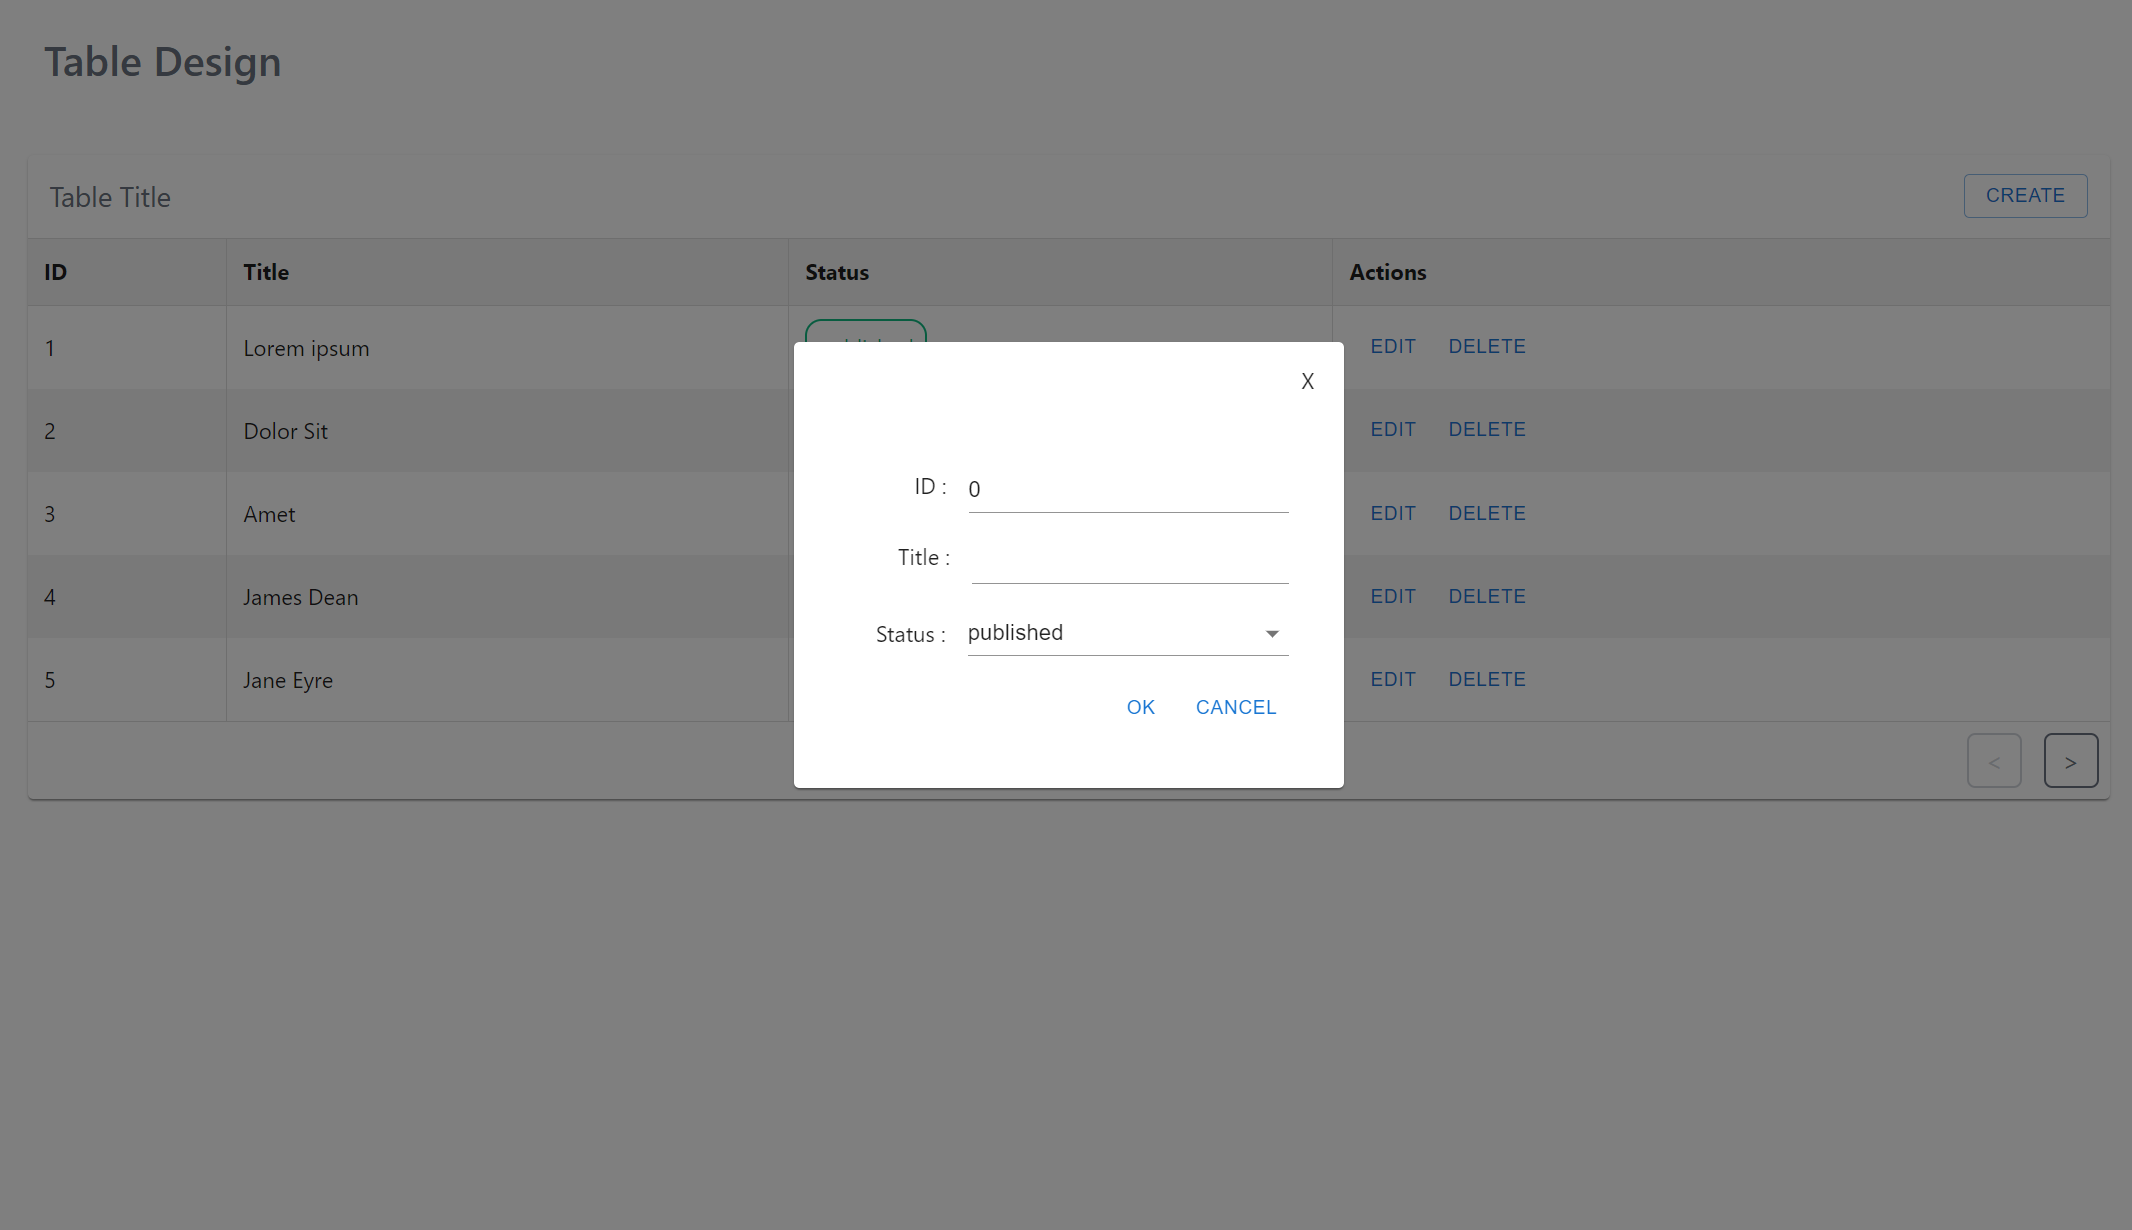 Table Design
Table Title CREATE
ID Title Status Actions
1 Lorem ipsum EDIT DELETE
2 Dolor Sit EDIT DELETE
3 Amet EDIT DELETE
4 James Dean EDIT DELETE
5 Jane Eyre EDIT DELETE
< >
X
ID : 0
Title :
Status : published
OK CANCEL